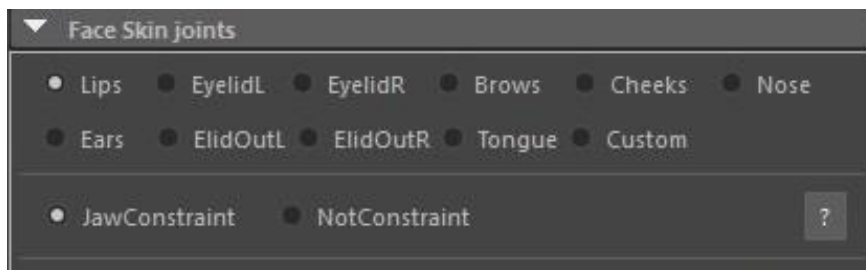 Face Skin joints
Lips EyelidL EyelidR Brows Cheeks Nose
Ears ElidOutL ElidOutR Tongue Custom
JawConstraint NotConstraint ?